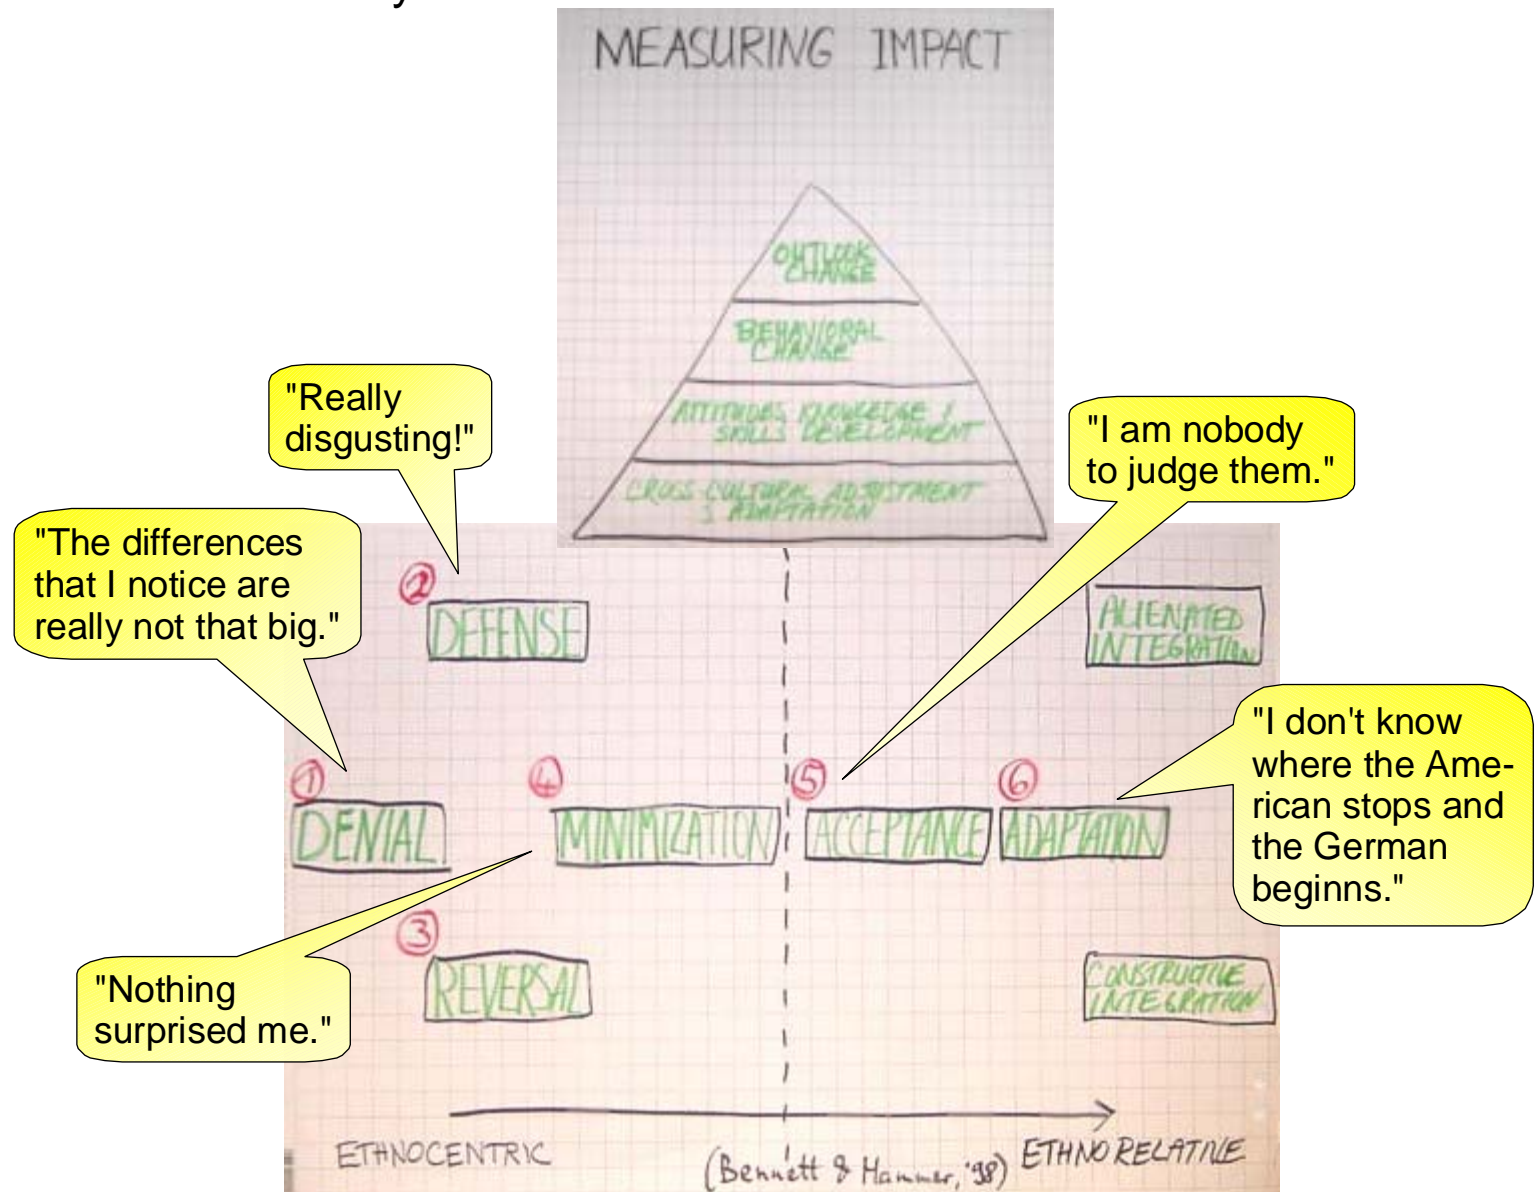 MEASURING IMPACT
OUTLOOK
CHANGE
BEHAVIORAL
CHANGE
ATTITUDES KNOWLEDGE /
SKILLS DEVELOPMENT
CROSS-CULTURAL ADJUSTMENT
& ADAPTATION
"Really
disgusting!"
"I am nobody
to judge them."
"The differences
that I notice are
really not that big."
2
DEFENSE
ALIENATED
INTEGRATION
"I don't know
where the Ame-
rican stops and
the German
beginns."
1
DENIAL
4
MINIMIZATION
5
ACCEPTANCE
6
ADAPTATION
3
REVERSAL
"Nothing
surprised me."
CONSTRUCTIVE
INTEGRATION
ETHNOCENTRIC
(Bennett & Hammer, '98)
ETHNORELATIVE